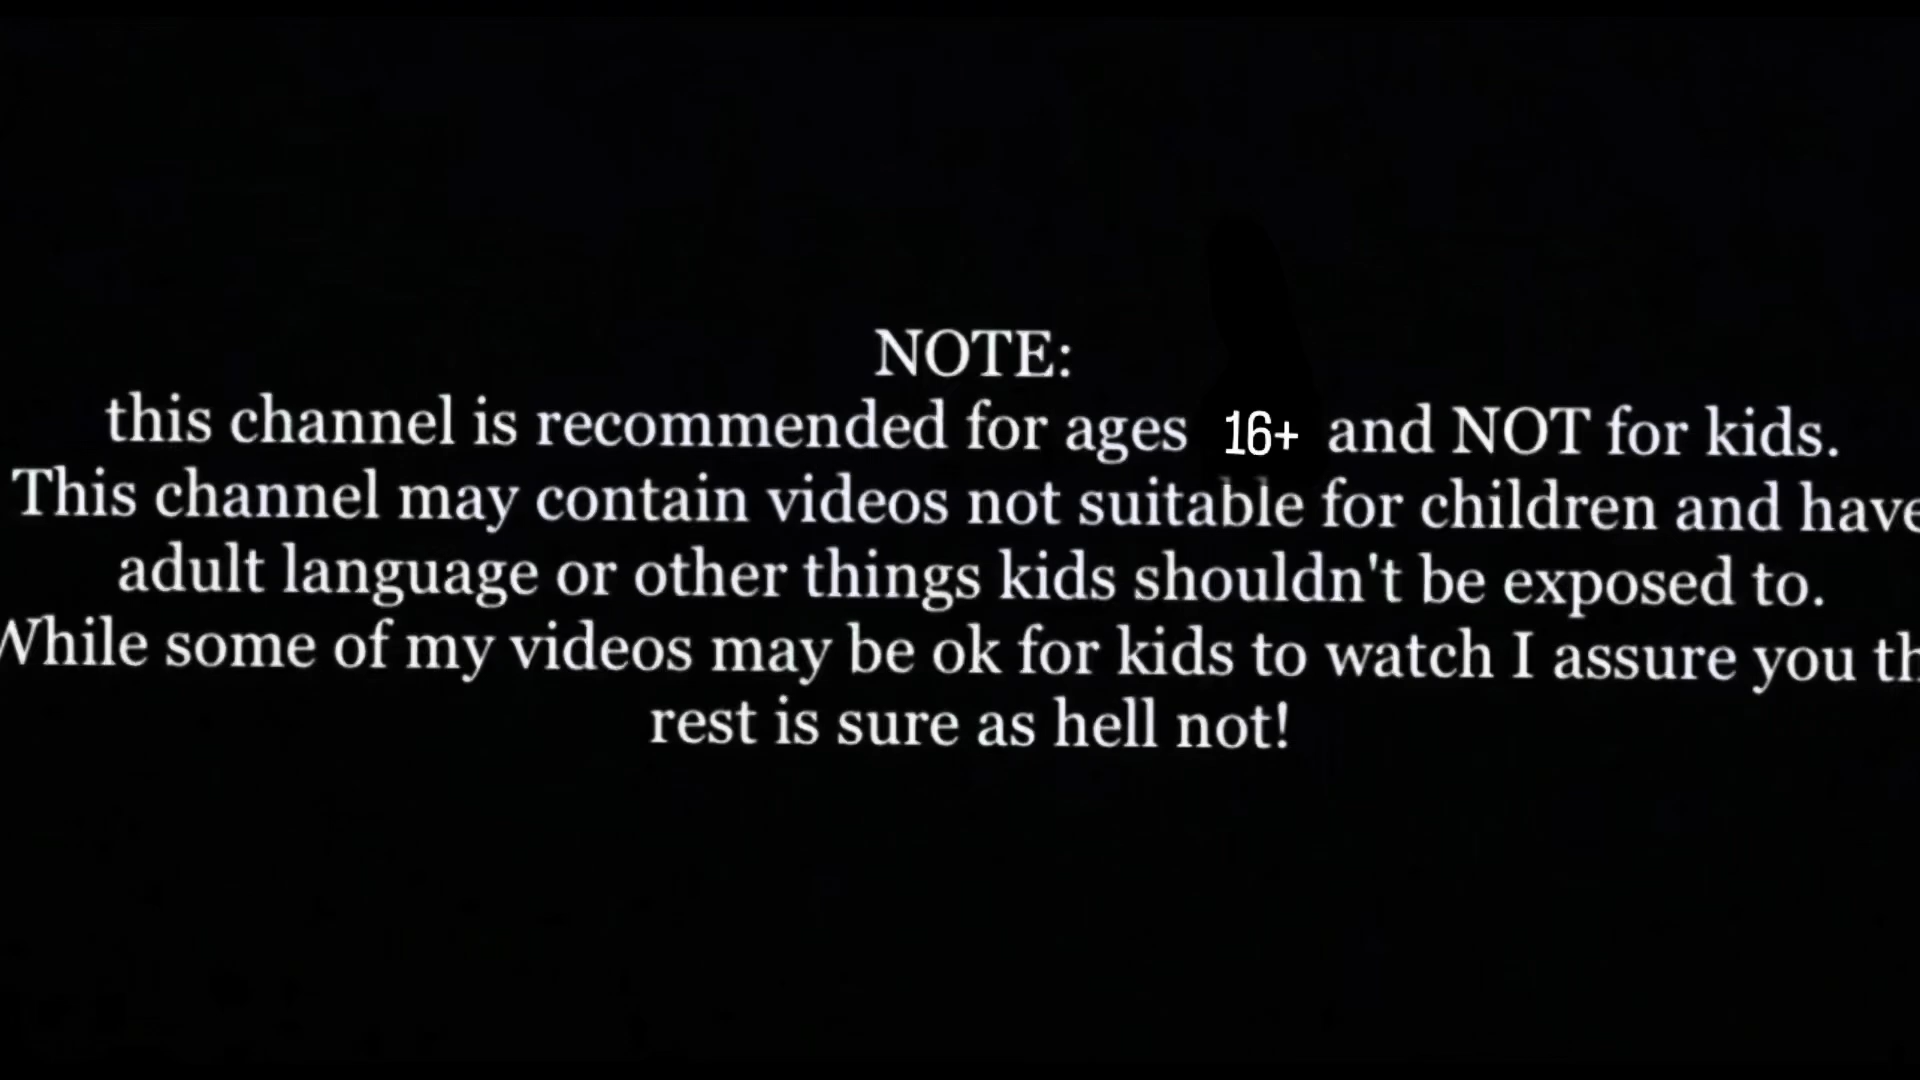 NOTE:
this channel is recommended for ages 16+ and NOT for kids.
This channel may contain videos not suitable for children and have
adult language or other things kids shouldn't be exposed to.
While some of my videos may be ok for kids to watch I assure you th
rest is sure as hell not!